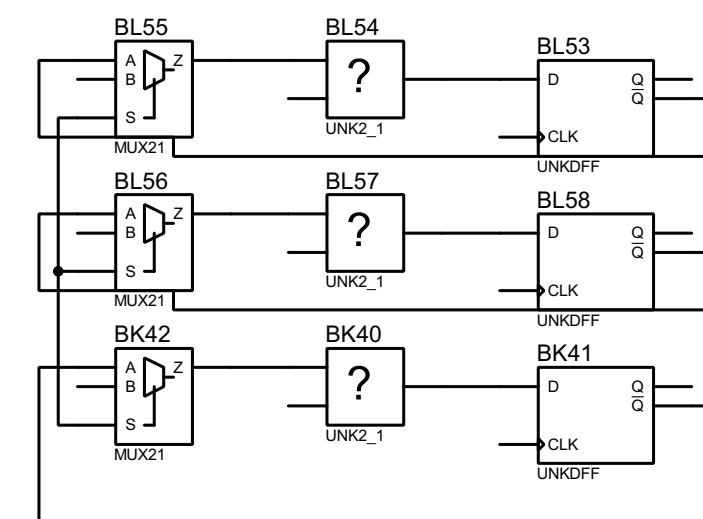 BL55
BL54
BL53
A
Z
B
S
MUX21
?
UNK2_1
D
Q
Q̅
CLK
UNKDFF
BL56
BL57
BL58
A
Z
B
S
MUX21
?
UNK2_1
D
Q
Q̅
CLK
UNKDFF
BK42
BK40
BK41
A
Z
B
S
MUX21
?
UNK2_1
D
Q
Q̅
CLK
UNKDFF